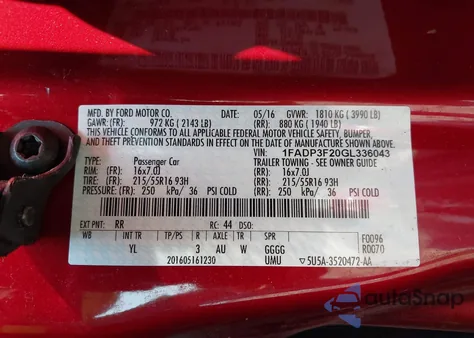 MFD. BY FORD MOTOR CO. 05/16 GVWR: 1810 KG ( 3990 LB)
GAWR: (FR): 972 KG ( 2143 LB) (RR): 880 KG ( 1940 LB)
THIS VEHICLE CONFORMS TO ALL APPLICABLE FEDERAL MOTOR VEHICLE SAFETY, BUMPER,
AND THEFT PREVENTION STANDARDS IN EFFECT ON THE DATE OF MANUFACTURE SHOWN ABOVE.
VIN: 1FADP3F20GL336043
TYPE: Passenger Car TRAILER TOWING - SEE OWNER GUIDE
RIM: (FR) 16x7.0J (RR): 16x7.0J
TIRE: (FR) 215/55R16 93H (RR): 215/55R16 93H
PRESSURE: (FR) 250 kPa/ 36 PSI COLD (RR): 250 kPa/ 36 PSI COLD
EXT PNT: RR RC: 44 DSO:
WB INT TR TP/PS R AXLE TR SPR F0096
YL 3 AU W GGGG R0070
201605161230 UMU 5U5A-3520472-AA
autoSnap